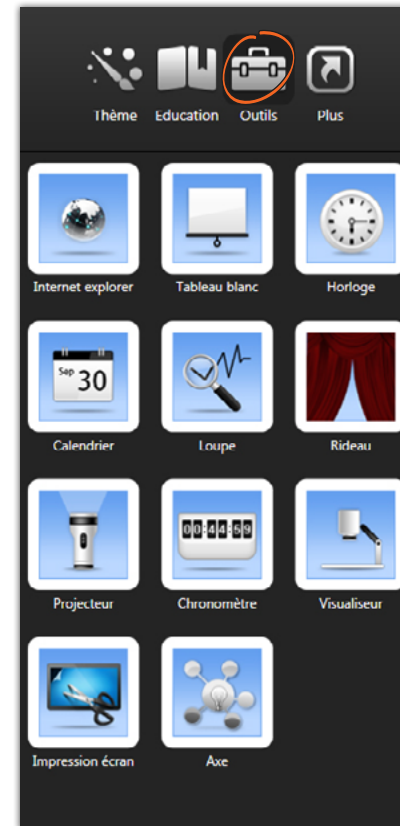 Thème Education Outils Plus
Internet explorer Tableau blanc Horloge
Sep 30
Calendrier Loupe Rideau
00:44:59
Projecteur Chronomètre Visualiseur
Impression écran Axe